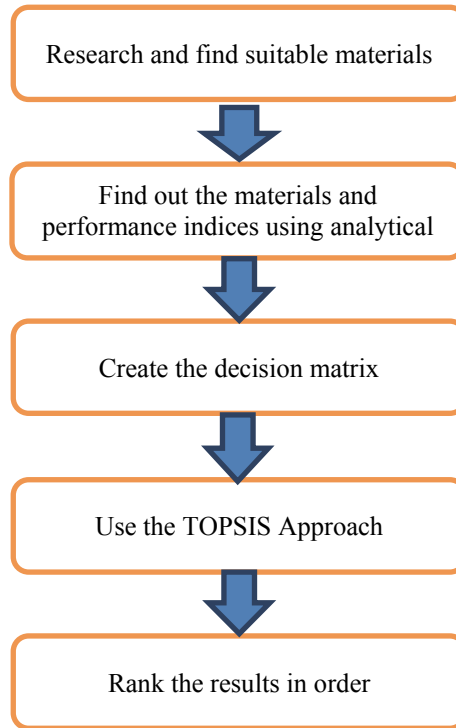 Research and find suitable materials
Find out the materials and
performance indices using analytical
Create the decision matrix
Use the TOPSIS Approach
Rank the results in order